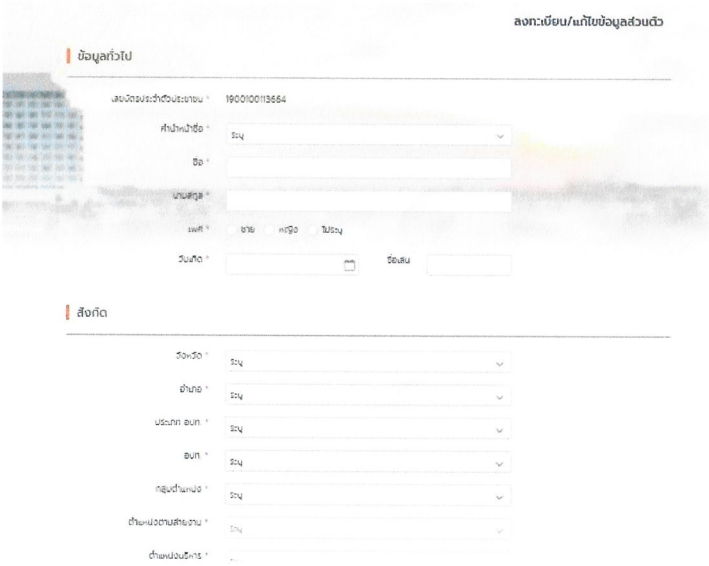 ลงทะเบียน/แก้ไขข้อมูลส่วนตัว
ข้อมูลทั่วไป
เลขบัตรประจำตัวประชาชน * 1900100113664
คำนำหน้าชื่อ * ระบุ
ชื่อ *
นามสกุล *
เพศ * ชาย หญิง ไม่ระบุ
วันเกิด * ชื่อเล่น
สังกัด
จังหวัด * ระบุ
อำเภอ * ระบุ
ประเภท อปท. * ระบุ
อปท. * ระบุ
กลุ่มตำแหน่ง * ระบุ
ตำแหน่งตามสายงาน * ระบุ
ตำแหน่งบริหาร *